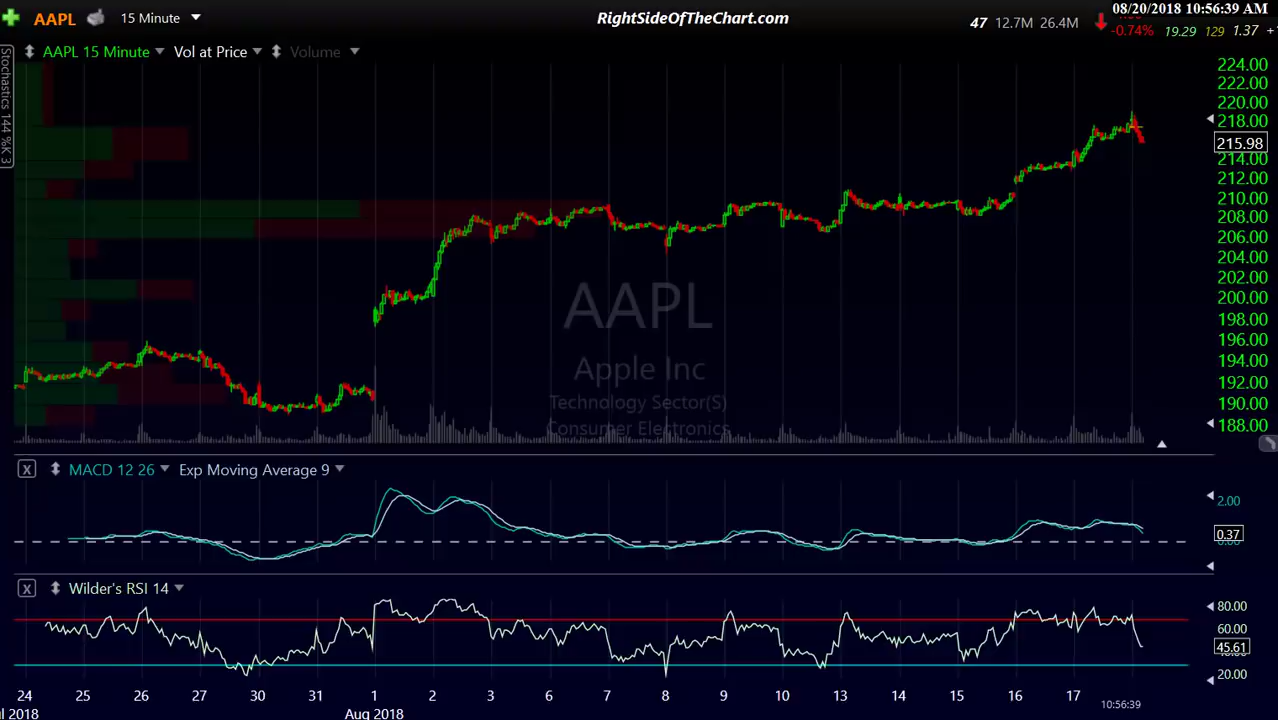 AAPL 15 Minute RightSideOfTheChart.com 08/20/2018 10:56:39 AM
47 12.7M 26.4M -0.74% 19.29 129 1.37 +
AAPL 15 Minute Vol at Price Volume
Stochastics 144 %K 3
224.00
222.00
220.00
218.00
215.98
214.00
212.00
210.00
208.00
206.00
204.00
202.00
200.00
198.00
196.00
194.00
192.00
190.00
188.00
AAPL
Apple Inc
Technology Sector(S)
Consumer Electronics
X MACD 12 26 Exp Moving Average 9
2.00
0.37
X Wilder's RSI 14
80.00
60.00
45.61
20.00
24 25 26 27 30 31 1 2 3 6 7 8 9 10 13 14 15 16 17 10:56:39
ul 2018 Aug 2018